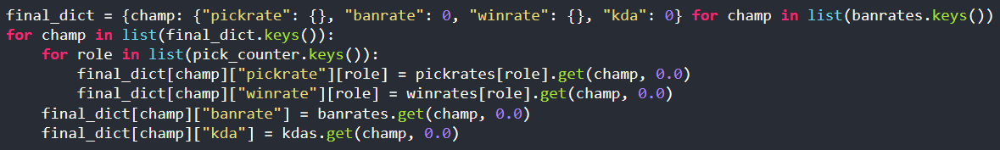 final_dict = {champ: {"pickrate": {}, "banrate": 0, "winrate": {}, "kda": 0} for champ in list(banrates.keys())
for champ in list(final_dict.keys()):
    for role in list(pick_counter.keys()):
        final_dict[champ]["pickrate"][role] = pickrates[role].get(champ, 0.0)
        final_dict[champ]["winrate"][role] = winrates[role].get(champ, 0.0)
    final_dict[champ]["banrate"] = banrates.get(champ, 0.0)
    final_dict[champ]["kda"] = kdas.get(champ, 0.0)